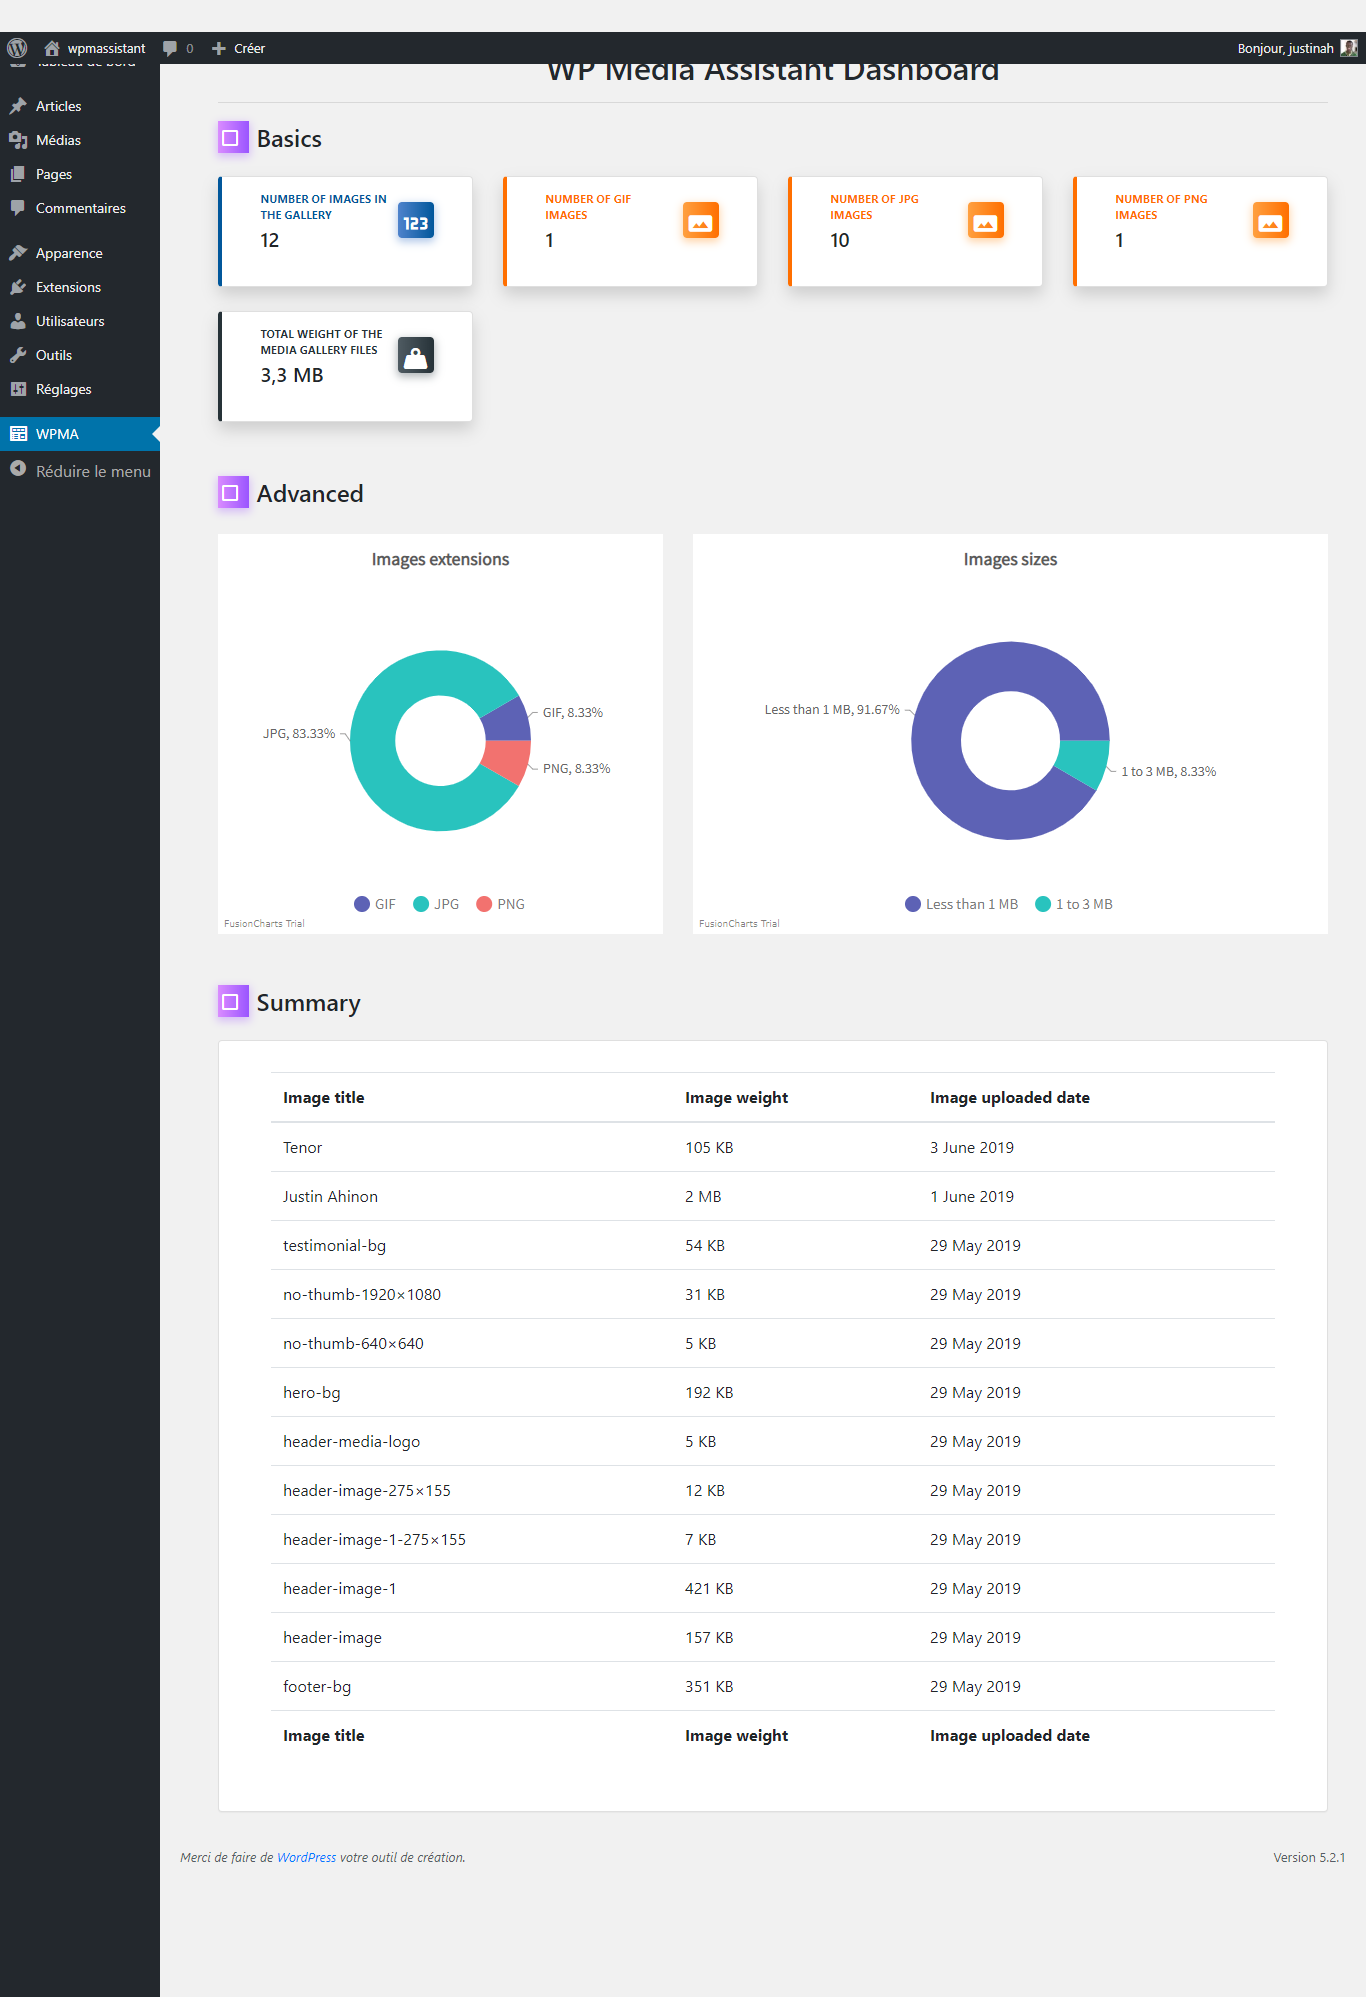 wpmassistant 0 Créer Bonjour, justinah
Tableau de bord
Articles
Médias
Pages
Commentaires
Apparence
Extensions
Utilisateurs
Outils
Réglages
WPMA
Réduire le menu
WP Media Assistant Dashboard
Basics
NUMBER OF IMAGES IN
THE GALLERY
12
123
NUMBER OF GIF
IMAGES
1
NUMBER OF JPG
IMAGES
10
NUMBER OF PNG
IMAGES
1
TOTAL WEIGHT OF THE
MEDIA GALLERY FILES
3,3 MB
Advanced
Images extensions
GIF, 8.33%
JPG, 83.33%
PNG, 8.33%
GIF JPG PNG
FusionCharts Trial
Images sizes
Less than 1 MB, 91.67%
1 to 3 MB, 8.33%
Less than 1 MB 1 to 3 MB
FusionCharts Trial
Summary
Image title Image weight Image uploaded date
Tenor 105 KB 3 June 2019
Justin Ahinon 2 MB 1 June 2019
testimonial-bg 54 KB 29 May 2019
no-thumb-1920×1080 31 KB 29 May 2019
no-thumb-640×640 5 KB 29 May 2019
hero-bg 192 KB 29 May 2019
header-media-logo 5 KB 29 May 2019
header-image-275×155 12 KB 29 May 2019
header-image-1-275×155 7 KB 29 May 2019
header-image-1 421 KB 29 May 2019
header-image 157 KB 29 May 2019
footer-bg 351 KB 29 May 2019
Image title Image weight Image uploaded date
Merci de faire de WordPress votre outil de création. Version 5.2.1